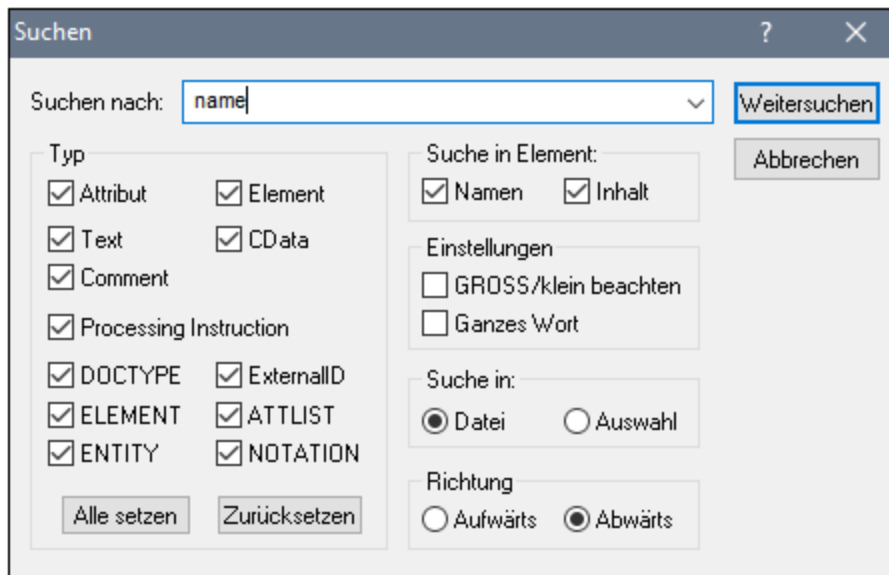 Suchen ?
Suchen nach: name
Weitersuchen
Abbrechen
Typ
Attribut Element
Text CData
Comment
Processing Instruction
DOCTYPE ExternalID
ELEMENT ATTLIST
ENTITY NOTATION
Alle setzen Zurücksetzen
Suche in Element:
Namen Inhalt
Einstellungen
GROSS/klein beachten
Ganzes Wort
Suche in:
Datei Auswahl
Richtung
Aufwärts Abwärts